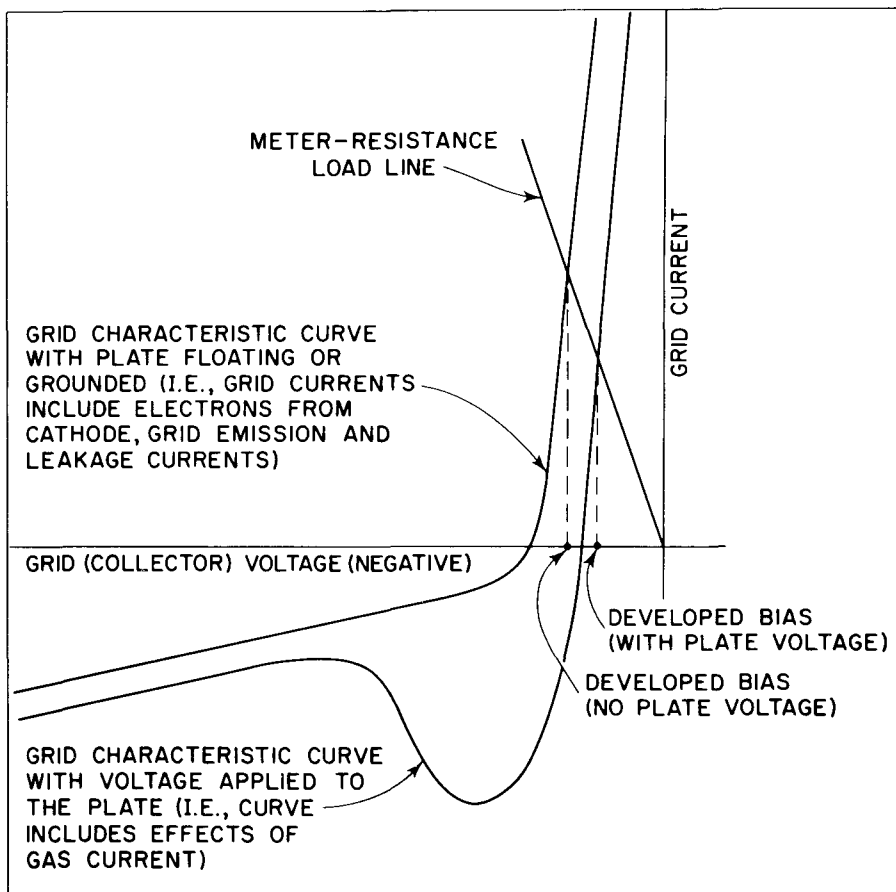 METER-RESISTANCE
LOAD LINE
GRID CURRENT
GRID CHARACTERISTIC CURVE
WITH PLATE FLOATING OR
GROUNDED (I.E., GRID CURRENTS
INCLUDE ELECTRONS FROM
CATHODE, GRID EMISSION AND
LEAKAGE CURRENTS)
GRID (COLLECTOR) VOLTAGE (NEGATIVE)
DEVELOPED BIAS
(WITH PLATE VOLTAGE)
DEVELOPED BIAS
(NO PLATE VOLTAGE)
GRID CHARACTERISTIC CURVE
WITH VOLTAGE APPLIED TO
THE PLATE (I.E., CURVE
INCLUDES EFFECTS OF
GAS CURRENT)